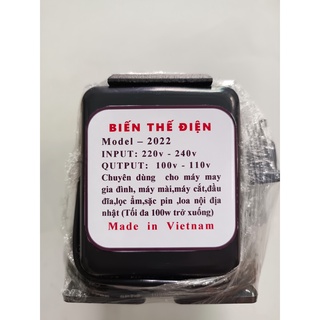 BIẾN THẾ ĐIỆN
Model – 2022
INPUT: 220v - 240v
QUTPUT: 100v - 110v
Chuyên dùng cho máy may
gia đình, máy mài,máy cắt,đầu
đĩa,lọc ẩm,sặc pin ,loa nội địa
nhật (Tối da 100w trở xuống)
Made in Vietnam